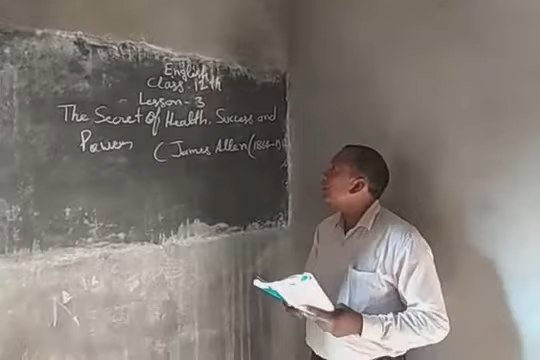 English
Class-12th
Lesson-3
The Secret Of Health, Success and
Power
(James Allen (1864-